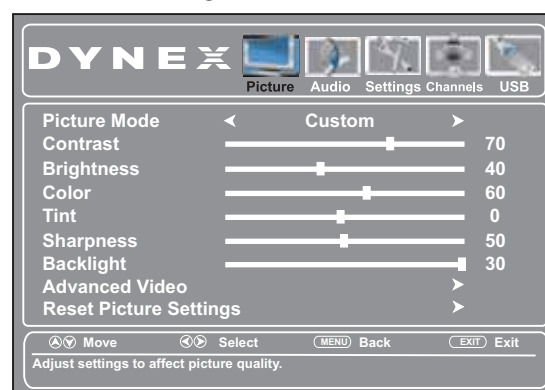 DYNEX
Picture Audio Settings Channels USB
Picture Mode Custom
Contrast 70
Brightness 40
Color 60
Tint 0
Sharpness 50
Backlight 30
Advanced Video
Reset Picture Settings
Move Select MENU Back EXIT Exit
Adjust settings to affect picture quality.